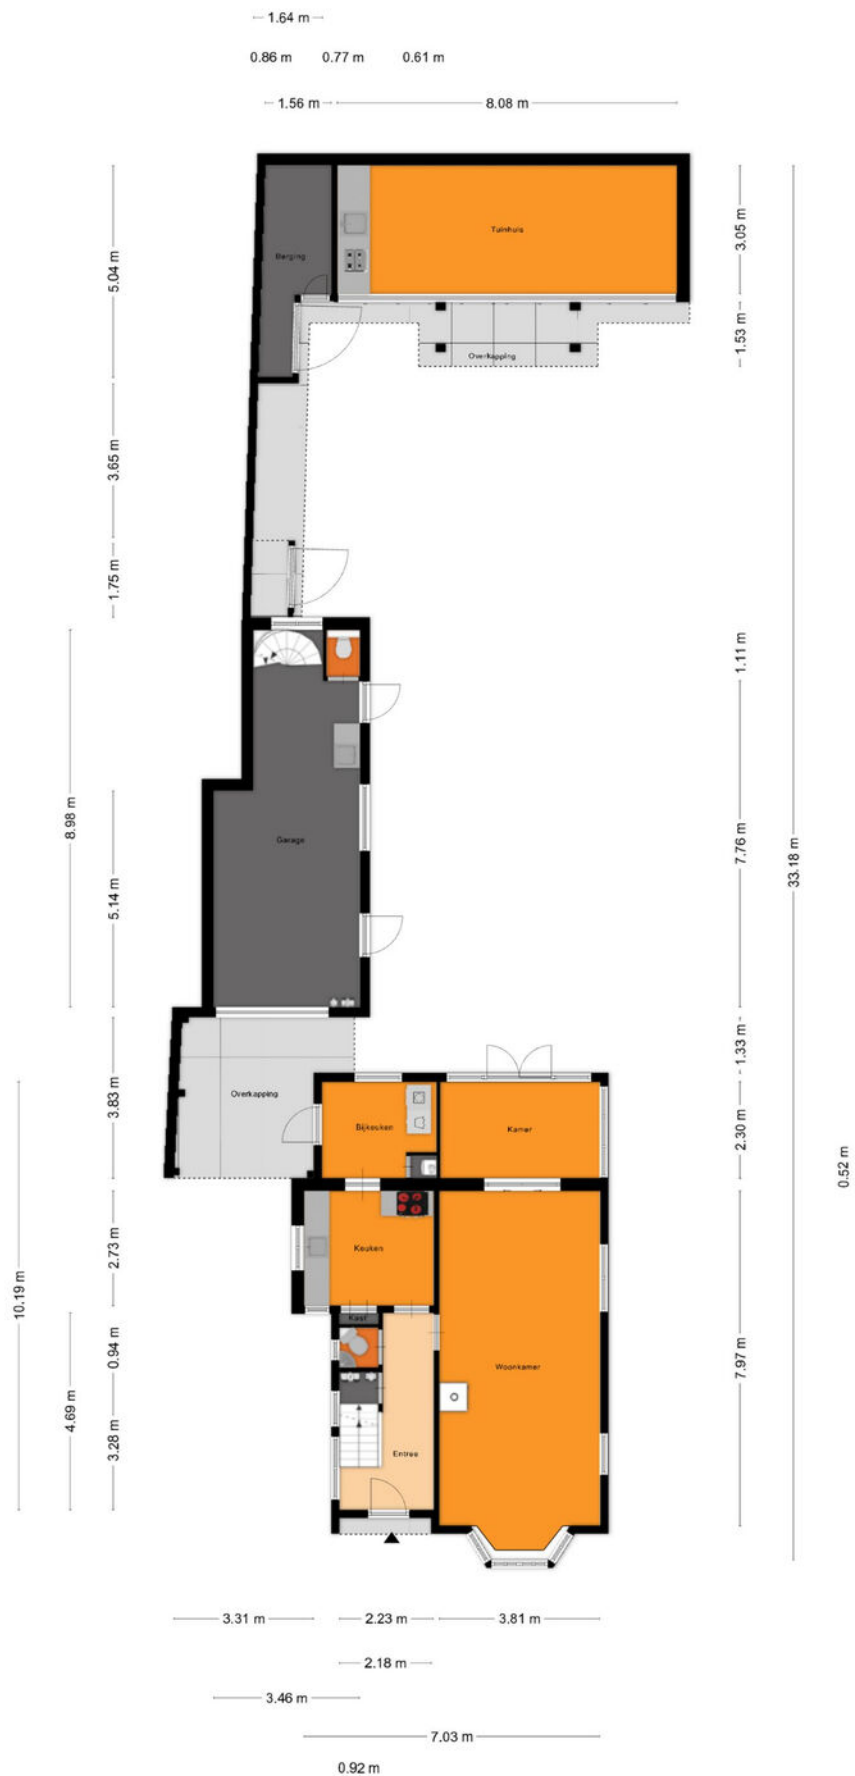 1.64 m
0.86 m 0.77 m 0.61 m
1.56 m 8.08 m
Tuinhuis
3.05 m
Berging
5.04 m
1.53 m
Overkapping
3.65 m
1.75 m
1.11 m
8.98 m
Garage
7.76 m
33.18 m
5.14 m
1.33 m
3.83 m
Overkapping
Bijkeuken
Kamer
2.30 m
0.52 m
2.73 m
Keuken
10.19 m
Kast
0.94 m
Woonkamer
7.97 m
4.69 m
3.28 m
Entree
3.31 m 2.23 m 3.81 m
2.18 m
3.46 m
7.03 m
0.92 m